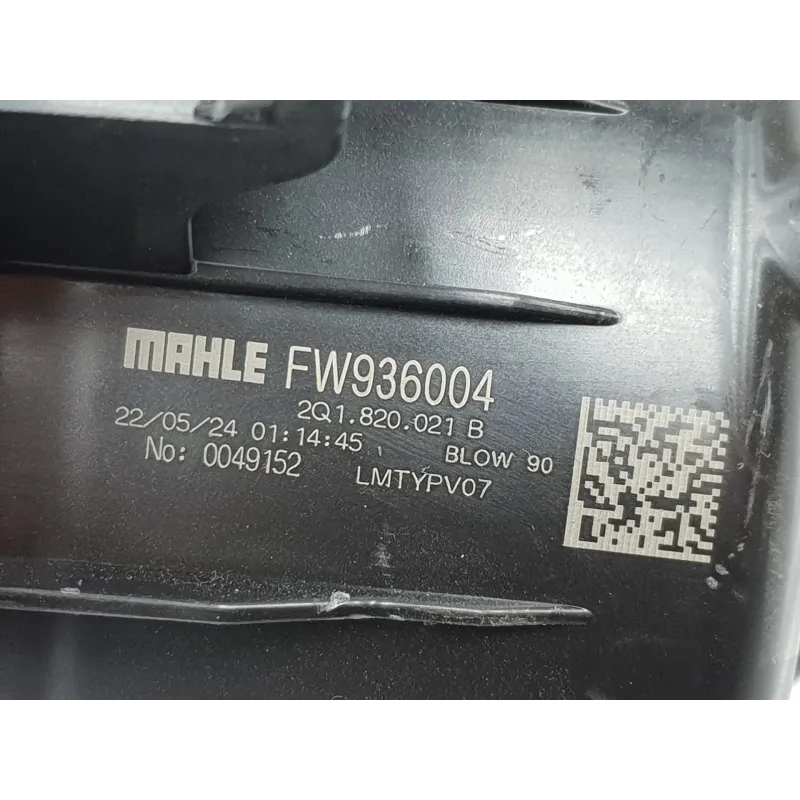 MAHLE FW936004
2Q1.820.021 B
22/05/24 01:14:45 BLOW 90
No: 0049152 LMTYPV07